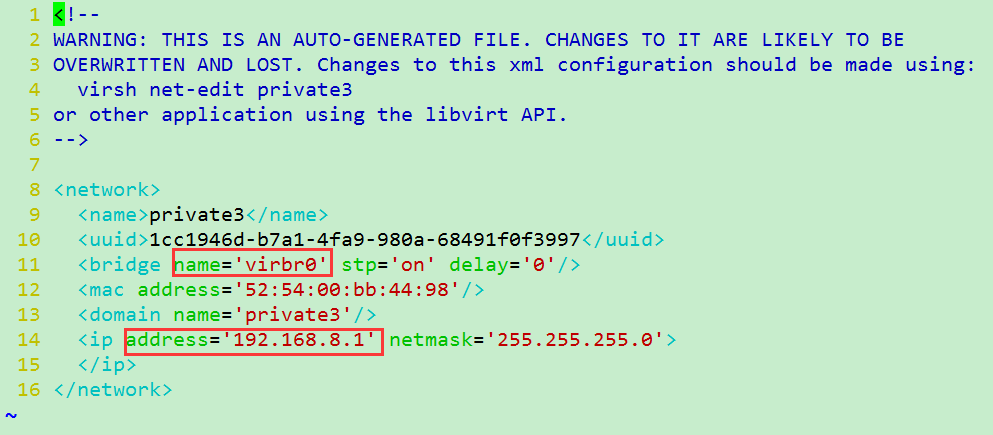 1 <!--
2 WARNING: THIS IS AN AUTO-GENERATED FILE. CHANGES TO IT ARE LIKELY TO BE
3 OVERWRITTEN AND LOST. Changes to this xml configuration should be made using:
4   virsh net-edit private3
5 or other application using the libvirt API.
6 -->
7
8 <network>
9   <name>private3</name>
10   <uuid>1cc1946d-b7a1-4fa9-980a-68491f0f3997</uuid>
11   <bridge name='virbr0' stp='on' delay='0'/>
12   <mac address='52:54:00:bb:44:98'/>
13   <domain name='private3'/>
14   <ip address='192.168.8.1' netmask='255.255.255.0'>
15   </ip>
16 </network>
~